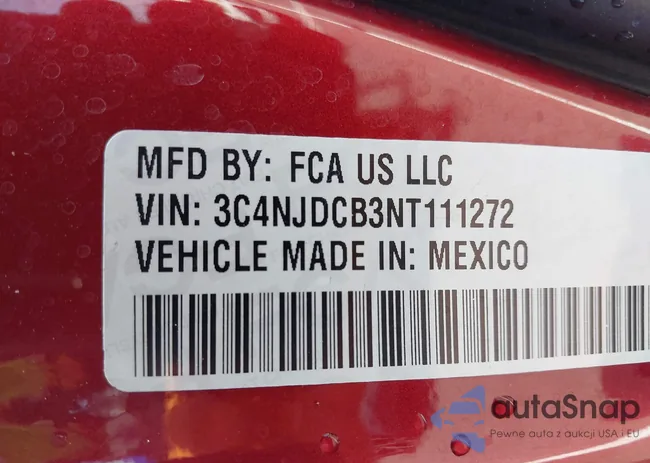 MFD BY: FCA US LLC
VIN: 3C4NJDCB3NT111272
VEHICLE MADE IN: MEXICO
autaSnap
Pewne auta z aukcji USA i EU